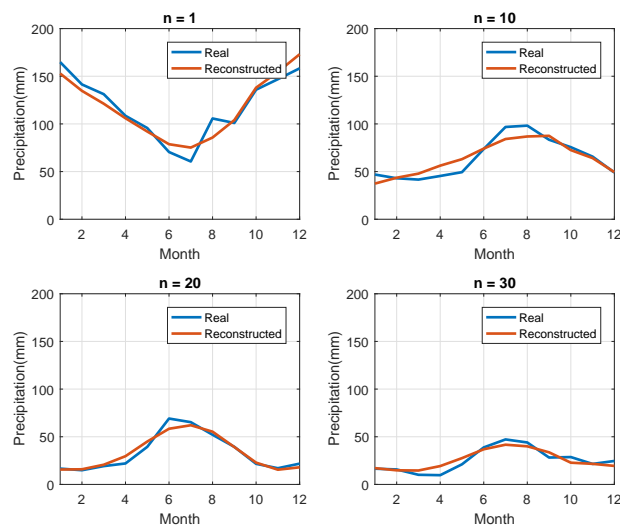 n = 1
200
150
100
50
0
Precipitation(mm)
Real
Reconstructed
2 4 6 8 10 12
Month
n = 10
200
150
100
50
0
Precipitation(mm)
Real
Reconstructed
2 4 6 8 10 12
Month
n = 20
200
150
100
50
0
Precipitation(mm)
Real
Reconstructed
2 4 6 8 10 12
Month
n = 30
200
150
100
50
0
Precipitation(mm)
Real
Reconstructed
2 4 6 8 10 12
Month